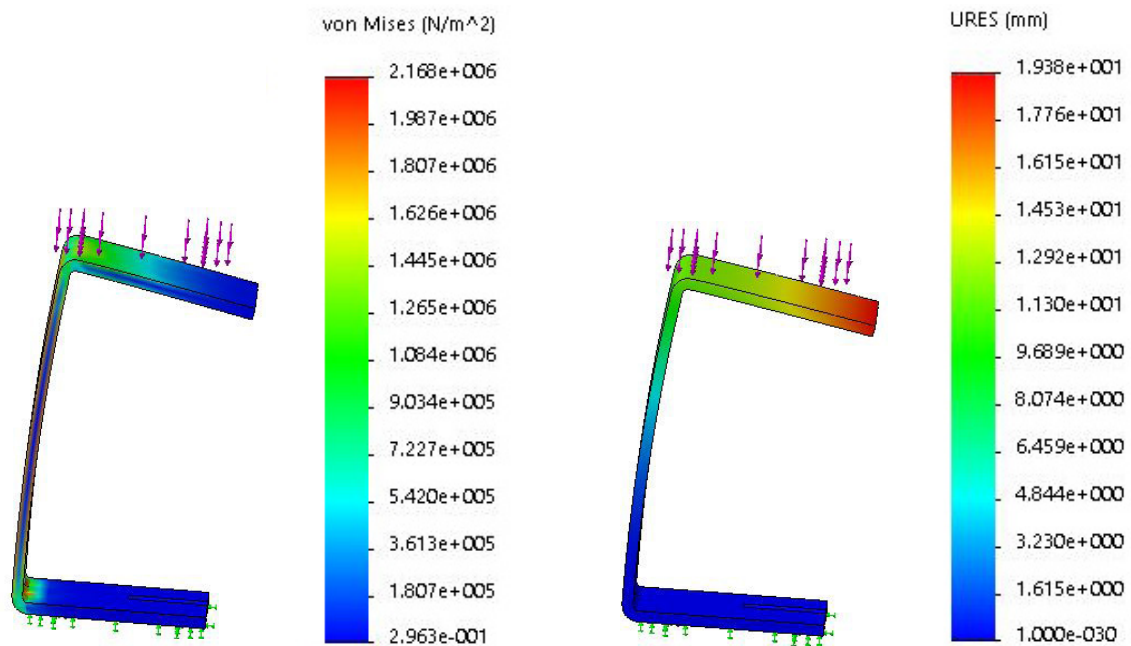 von Mises (N/m^2)
2.168e+006
1.987e+006
1.807e+006
1.626e+006
1.445e+006
1.265e+006
1.084e+006
9.034e+005
7.227e+005
5.420e+005
3.613e+005
1.807e+005
2.963e-001
URES (mm)
1.938e+001
1.776e+001
1.615e+001
1.453e+001
1.292e+001
1.130e+001
9.689e+000
8.074e+000
6.459e+000
4.844e+000
3.230e+000
1.615e+000
1.000e-030